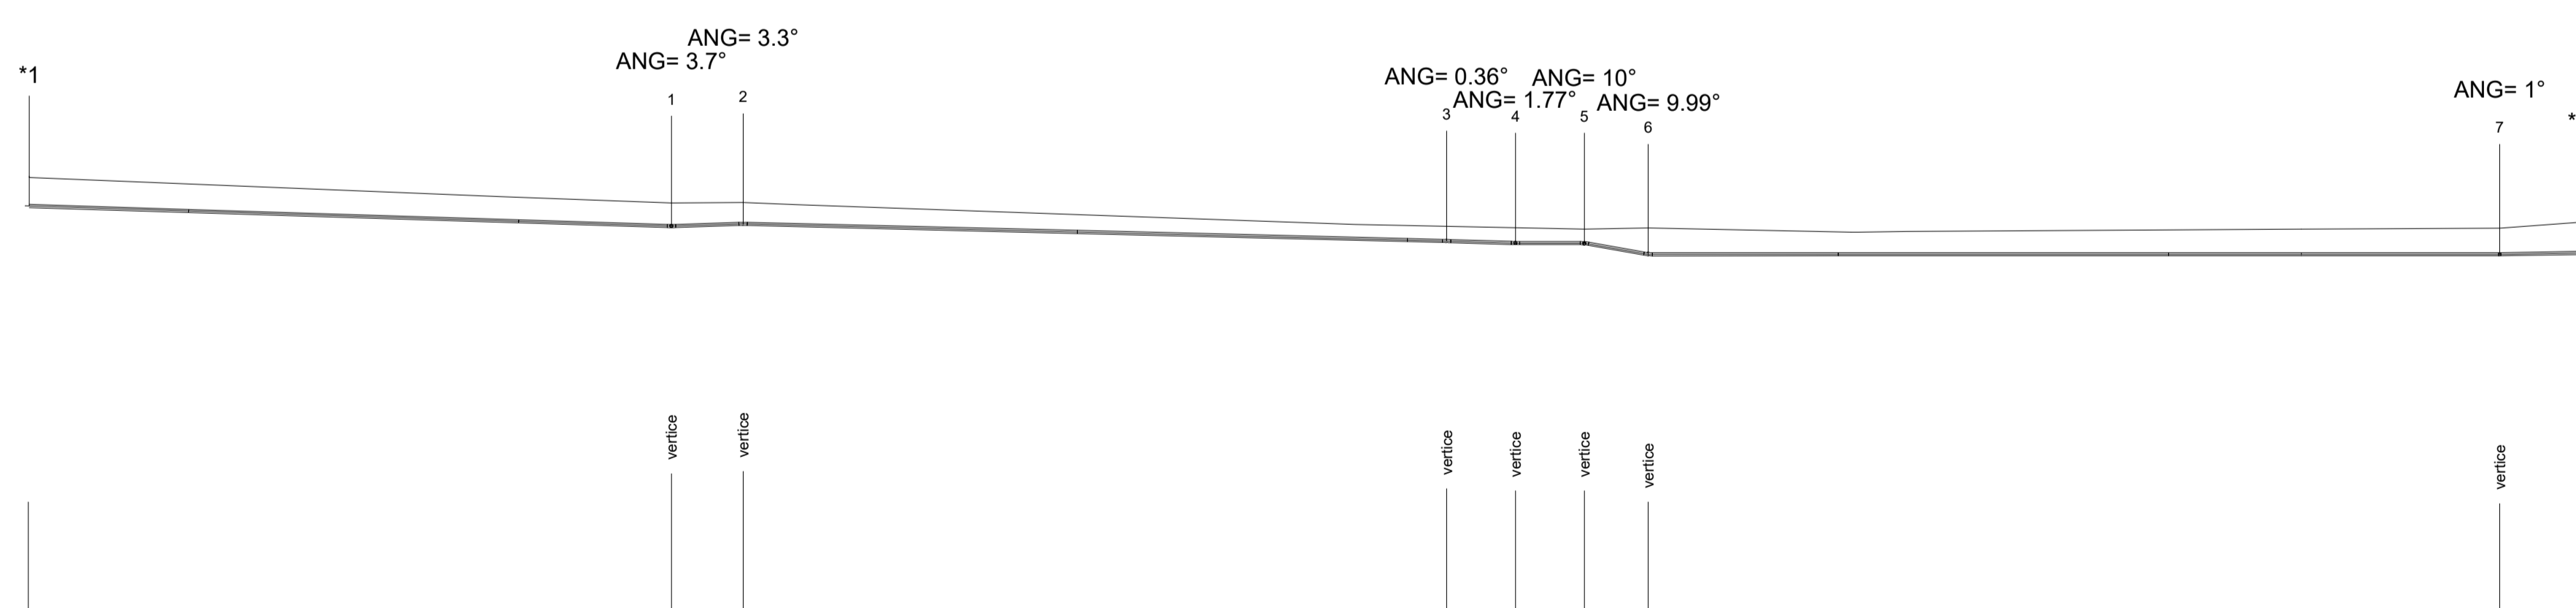 ANG= 3.3°
ANG= 3.7°
*1
ANG= 0.36°
ANG= 10°
ANG= 1°
1
2
ANG= 1.77°
ANG= 9.99°
3
4
5
6
7
*
vertice
vertice
vertice
vertice
vertice
vertice
vertice